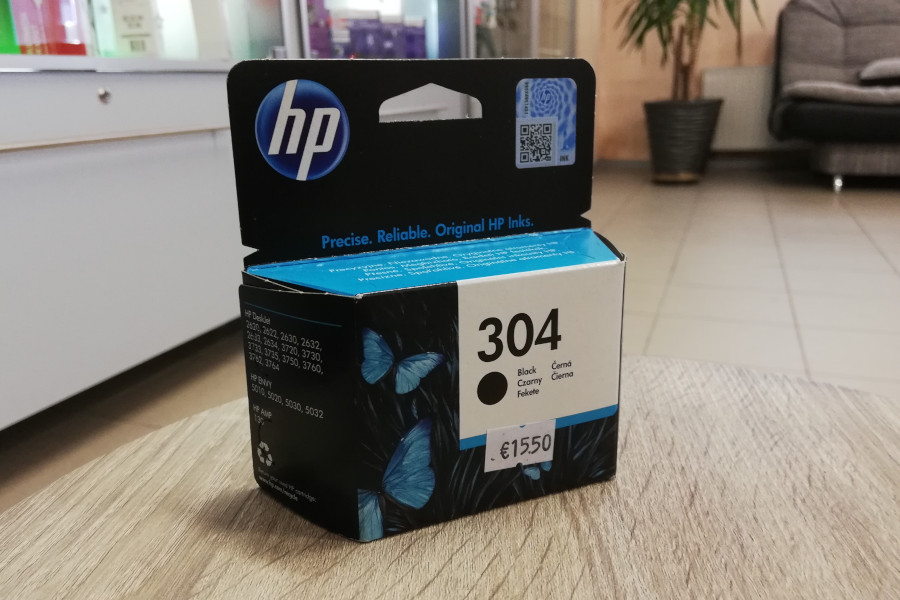 hp
Precise. Reliable. Original HP Inks.
304
Black
Czarny
Fekete
Černá
Čierna
€15.50
HP Deskjet
2620, 2622, 2630, 2632,
2633, 2634, 3720, 3730,
3733, 3735, 3750, 3760,
3762, 3764
HP ENVY
5010, 5020, 5030, 5032
HP AMP
130